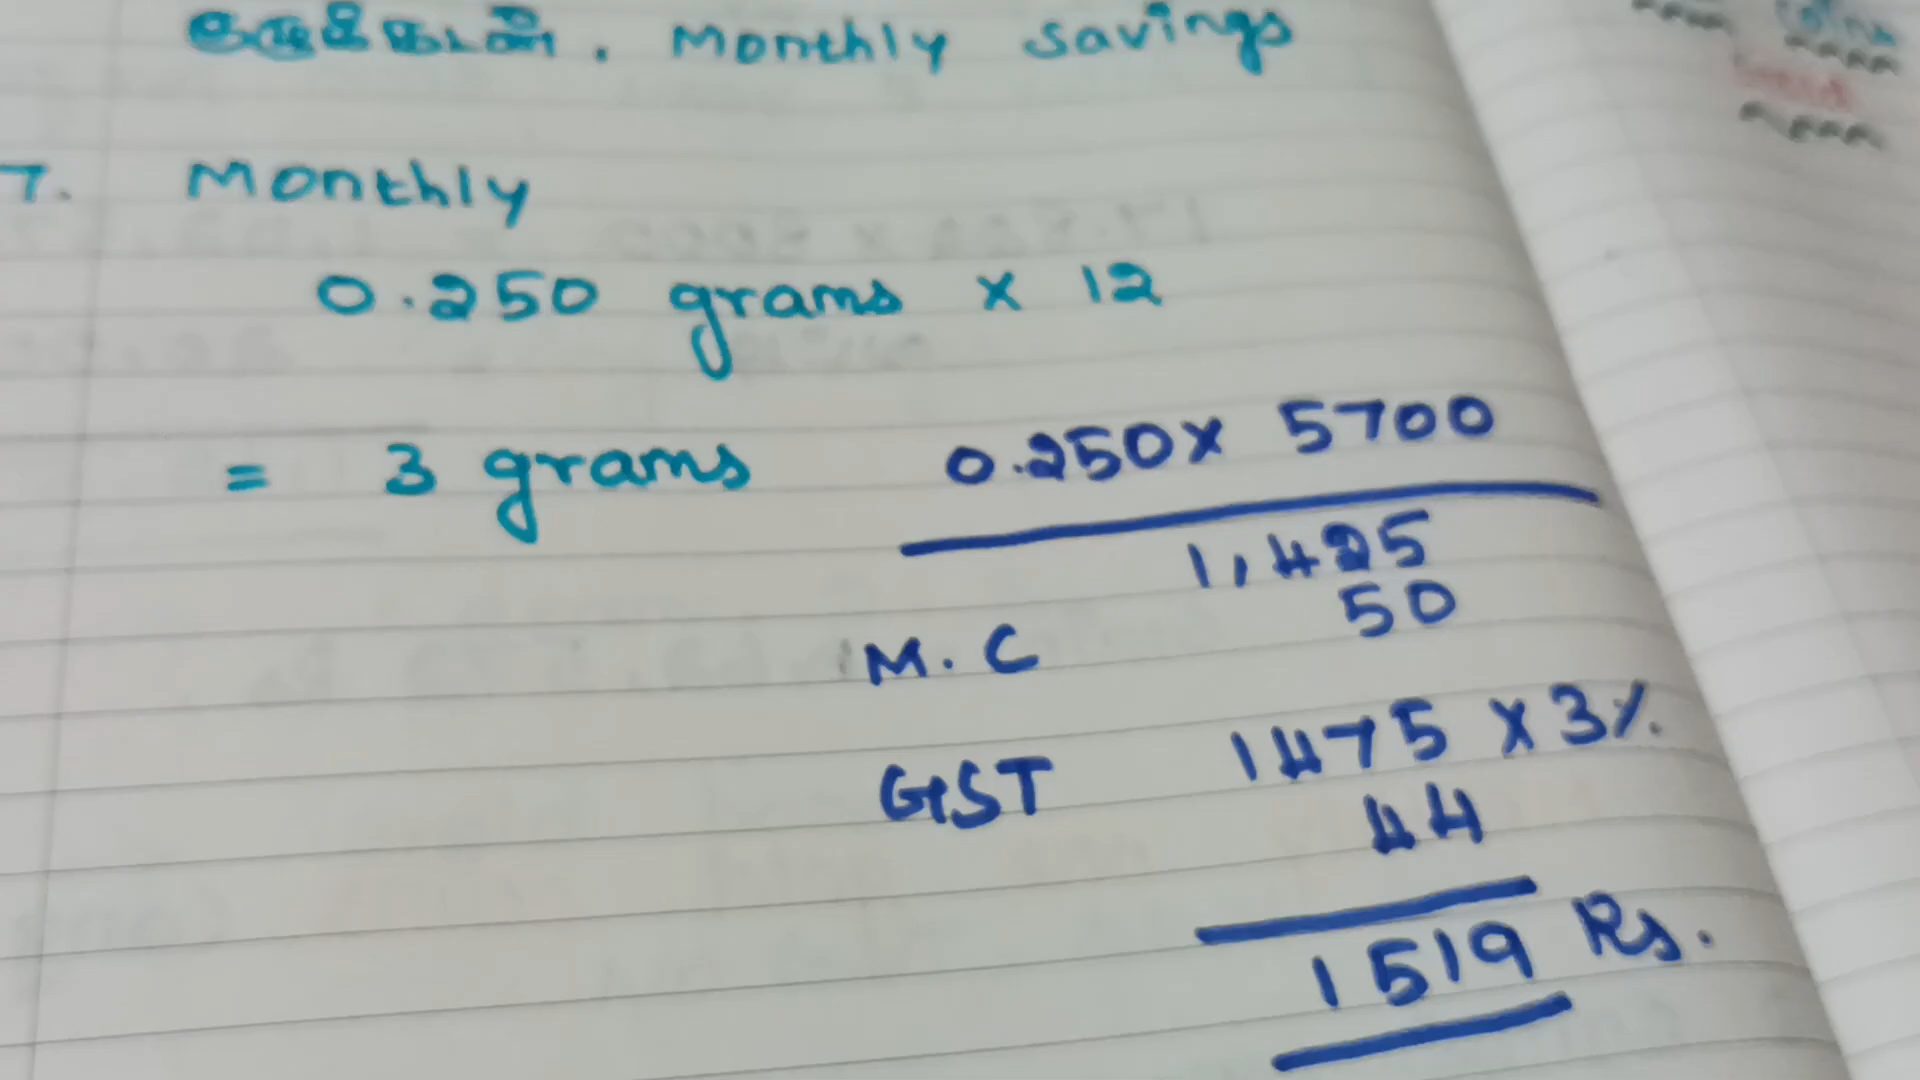 . Monthly savings
7. Monthly
0.250 grams x 12
= 3 grams
0.250x 5700
1,425
50
M.C
1475 x 3%
GST
44
1519 Rs.